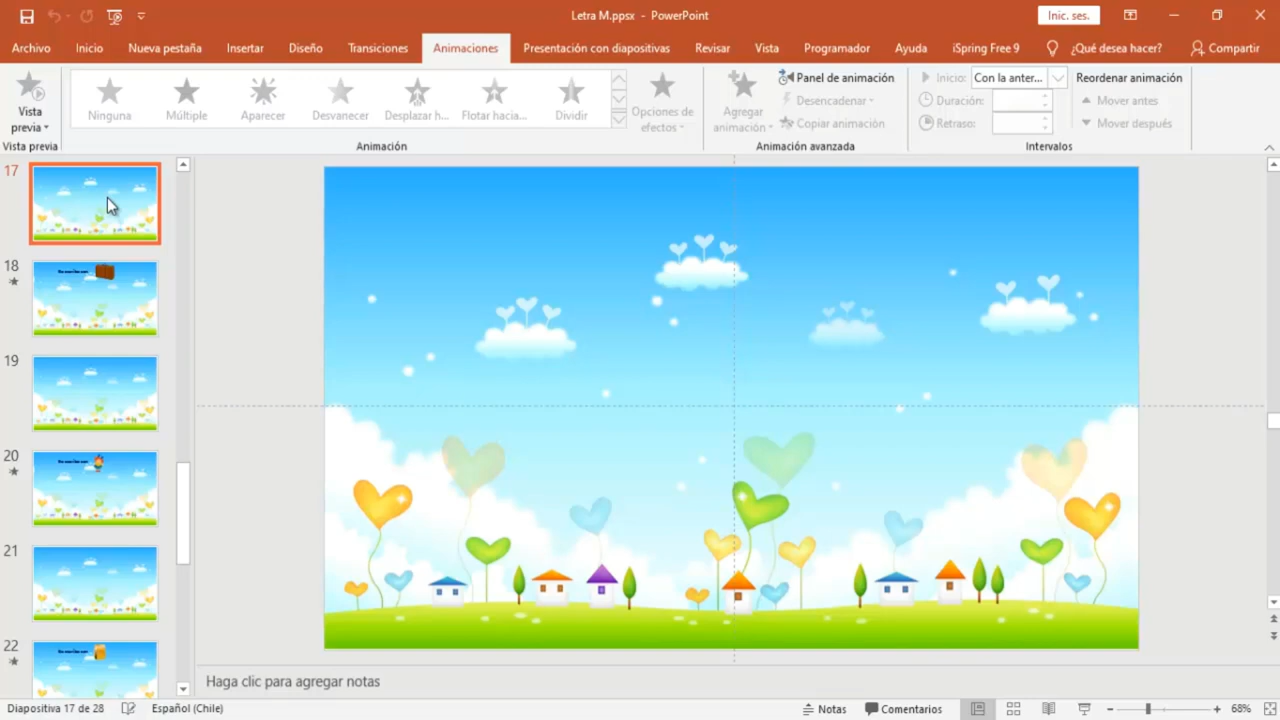 Letra M.ppsx - PowerPoint
Inic. ses.
Archivo Inicio Nueva pestaña Insertar Diseño Transiciones Animaciones Presentación con diapositivas Revisar Vista Programador Ayuda iSpring Free 9 ¿Qué desea hacer? Compartir
Vista previa
Ninguna Múltiple Aparecer Desvanecer Desplazar h... Flotar hacia... Dividir
Opciones de efectos
Agregar animación
Panel de animación
Desencadenar
Copiar animación
Inicio: Con la anter...
Duración:
Retraso:
Reordenar animación
Mover antes
Mover después
Vista previa Animación Animación avanzada Intervalos
17
18
19
20
21
22
Haga clic para agregar notas
Diapositiva 17 de 28 Español (Chile) Notas Comentarios 68%